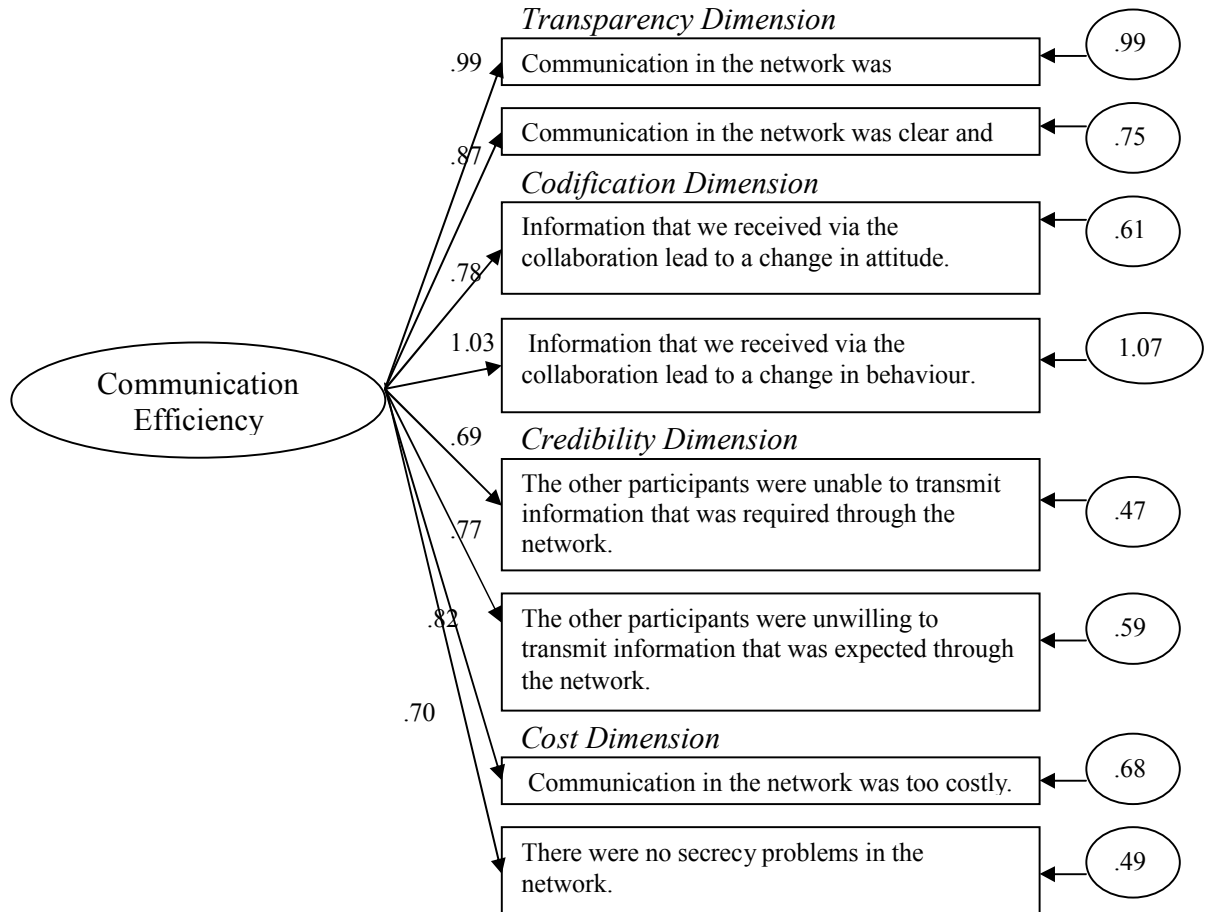 Transparency Dimension
.99
Communication in the network was
.99
.87
Communication in the network was clear and
.75
Codification Dimension
.78
Information that we received via the
collaboration lead to a change in attitude.
.61
1.03
Information that we received via the
collaboration lead to a change in behaviour.
1.07
Communication
Efficiency
Credibility Dimension
.69
The other participants were unable to transmit
information that was required through the
network.
.47
.77
The other participants were unwilling to
transmit information that was expected through
the network.
.59
.82
Cost Dimension
Communication in the network was too costly.
.68
.70
There were no secrecy problems in the
network.
.49